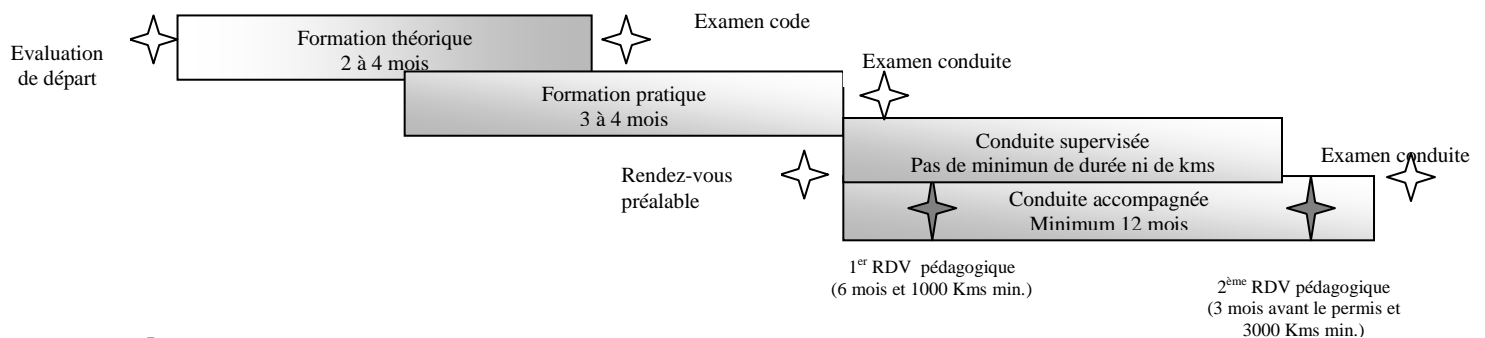 Evaluation
de départ
Formation théorique
2 à 4 mois
Examen code
Formation pratique
3 à 4 mois
Examen conduite
Rendez-vous
préalable
Conduite supervisée
Pas de minimun de durée ni de kms
Examen conduite
Conduite accompagnée
Minimum 12 mois
1er RDV pédagogique
(6 mois et 1000 Kms min.)
2ème RDV pédagogique
(3 mois avant le permis et
3000 Kms min.)